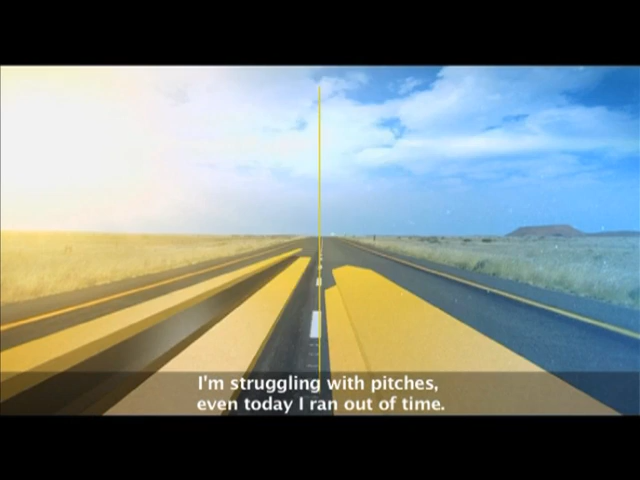 I'm struggling with pitches,
even today I ran out of time.